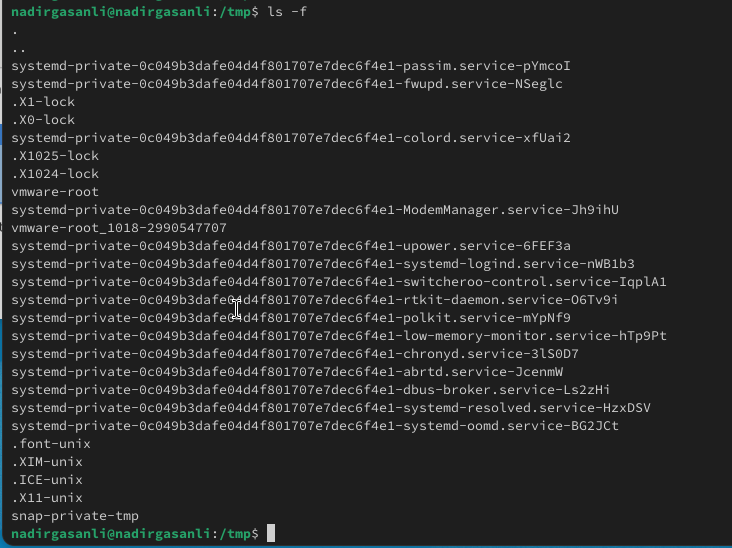 nadirgasanli@nadirgasanli:/tmp$ ls -f
.
..
systemd-private-0c049b3dafe04d4f801707e7dec6f4e1-passim.service-pYmcoI
systemd-private-0c049b3dafe04d4f801707e7dec6f4e1-fwupd.service-NSeglc
.X1-lock
.X0-lock
systemd-private-0c049b3dafe04d4f801707e7dec6f4e1-colord.service-xfUai2
.X1025-lock
.X1024-lock
vmware-root
systemd-private-0c049b3dafe04d4f801707e7dec6f4e1-ModemManager.service-Jh9ihU
vmware-root_1018-2990547707
systemd-private-0c049b3dafe04d4f801707e7dec6f4e1-upower.service-6FEF3a
systemd-private-0c049b3dafe04d4f801707e7dec6f4e1-systemd-logind.service-nWB1b3
systemd-private-0c049b3dafe04d4f801707e7dec6f4e1-switcheroo-control.service-IqplA1
systemd-private-0c049b3dafe04d4f801707e7dec6f4e1-rtkit-daemon.service-O6Tv9i
systemd-private-0c049b3dafe04d4f801707e7dec6f4e1-polkit.service-mYpNf9
systemd-private-0c049b3dafe04d4f801707e7dec6f4e1-low-memory-monitor.service-hTp9Pt
systemd-private-0c049b3dafe04d4f801707e7dec6f4e1-chronyd.service-3lS0D7
systemd-private-0c049b3dafe04d4f801707e7dec6f4e1-abrtd.service-JcenmW
systemd-private-0c049b3dafe04d4f801707e7dec6f4e1-dbus-broker.service-Ls2zHi
systemd-private-0c049b3dafe04d4f801707e7dec6f4e1-systemd-resolved.service-HzxDSV
systemd-private-0c049b3dafe04d4f801707e7dec6f4e1-systemd-oomd.service-BG2JCt
.font-unix
.XIM-unix
.ICE-unix
.X11-unix
snap-private-tmp
nadirgasanli@nadirgasanli:/tmp$